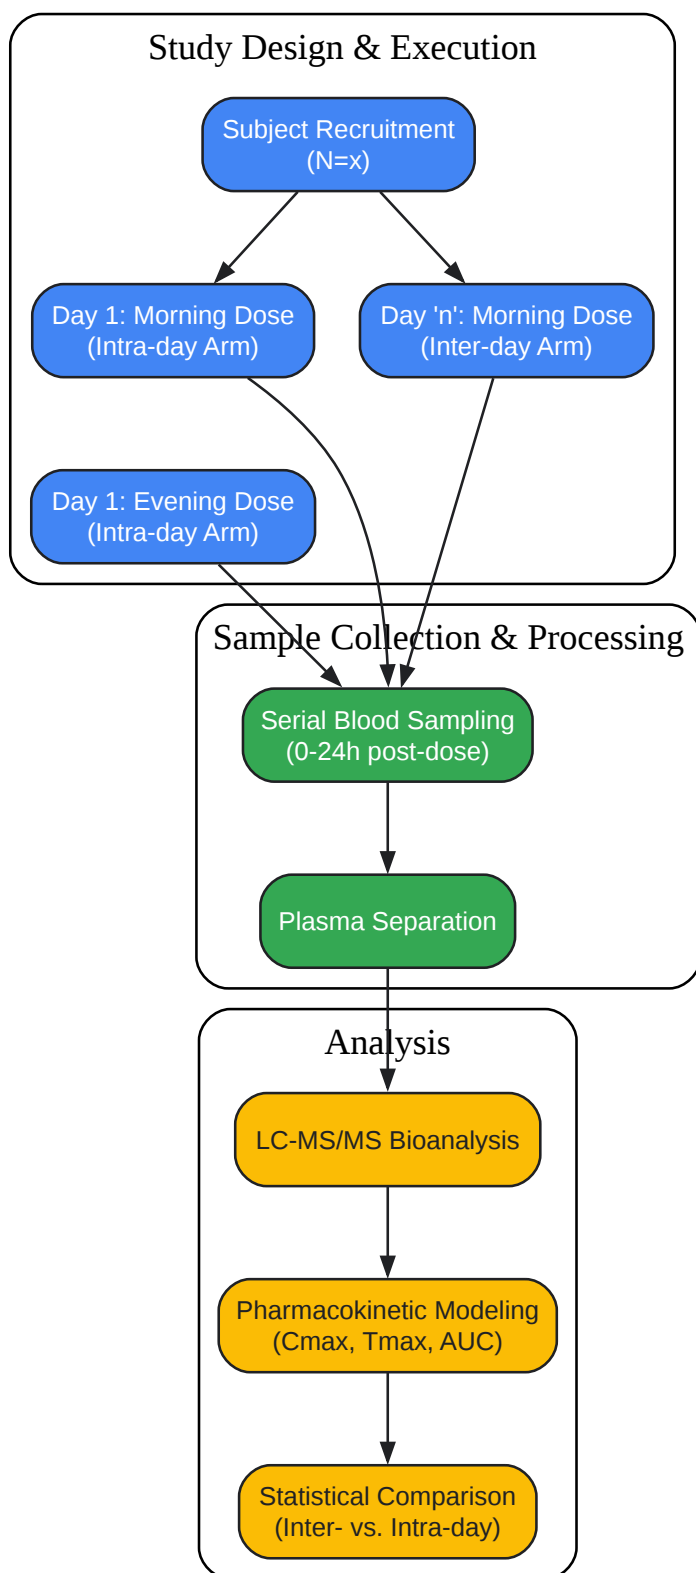 Study Design & Execution
Subject Recruitment
(N=x)
Day 1: Morning Dose
(Intra-day Arm)
Day 'n': Morning Dose
(Inter-day Arm)
Day 1: Evening Dose
(Intra-day Arm)
Sample Collection & Processing
Serial Blood Sampling
(0-24h post-dose)
Plasma Separation
Analysis
LC-MS/MS Bioanalysis
Pharmacokinetic Modeling
(Cmax, Tmax, AUC)
Statistical Comparison
(Inter- vs. Intra-day)